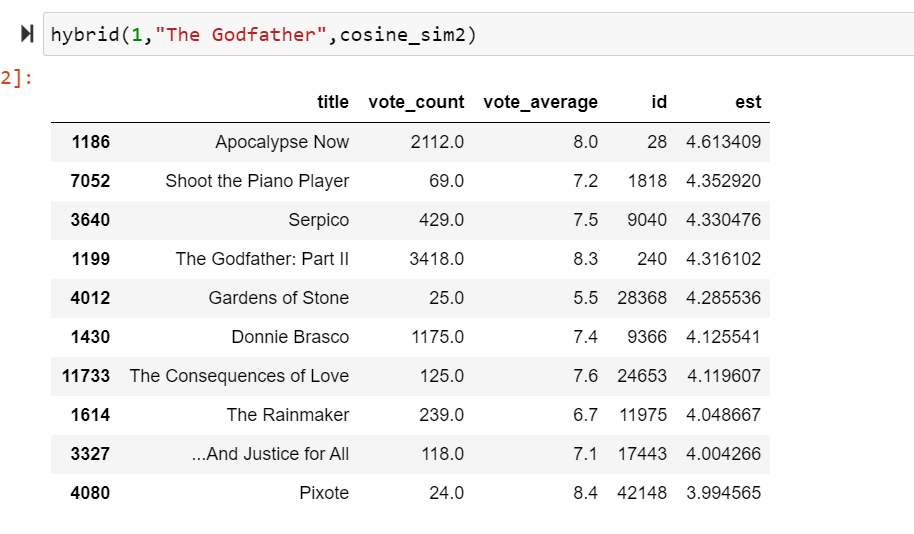 hybrid(1,"The Godfather",cosine_sim2)
2]:
title vote_count vote_average id est
1186 Apocalypse Now 2112.0 8.0 28 4.613409
7052 Shoot the Piano Player 69.0 7.2 1818 4.352920
3640 Serpico 429.0 7.5 9040 4.330476
1199 The Godfather: Part II 3418.0 8.3 240 4.316102
4012 Gardens of Stone 25.0 5.5 28368 4.285536
1430 Donnie Brasco 1175.0 7.4 9366 4.125541
11733 The Consequences of Love 125.0 7.6 24653 4.119607
1614 The Rainmaker 239.0 6.7 11975 4.048667
3327 ...And Justice for All 118.0 7.1 17443 4.004266
4080 Pixote 24.0 8.4 42148 3.994565